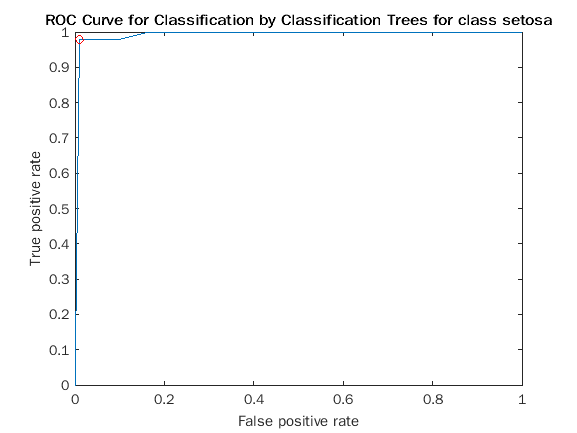 ROC Curve for Classification by Classification Trees for class setosa
1
0.9
0.8
0.7
0.6
0.5
0.4
0.3
0.2
0.1
0
True positive rate
0 0.2 0.4 0.6 0.8 1
False positive rate